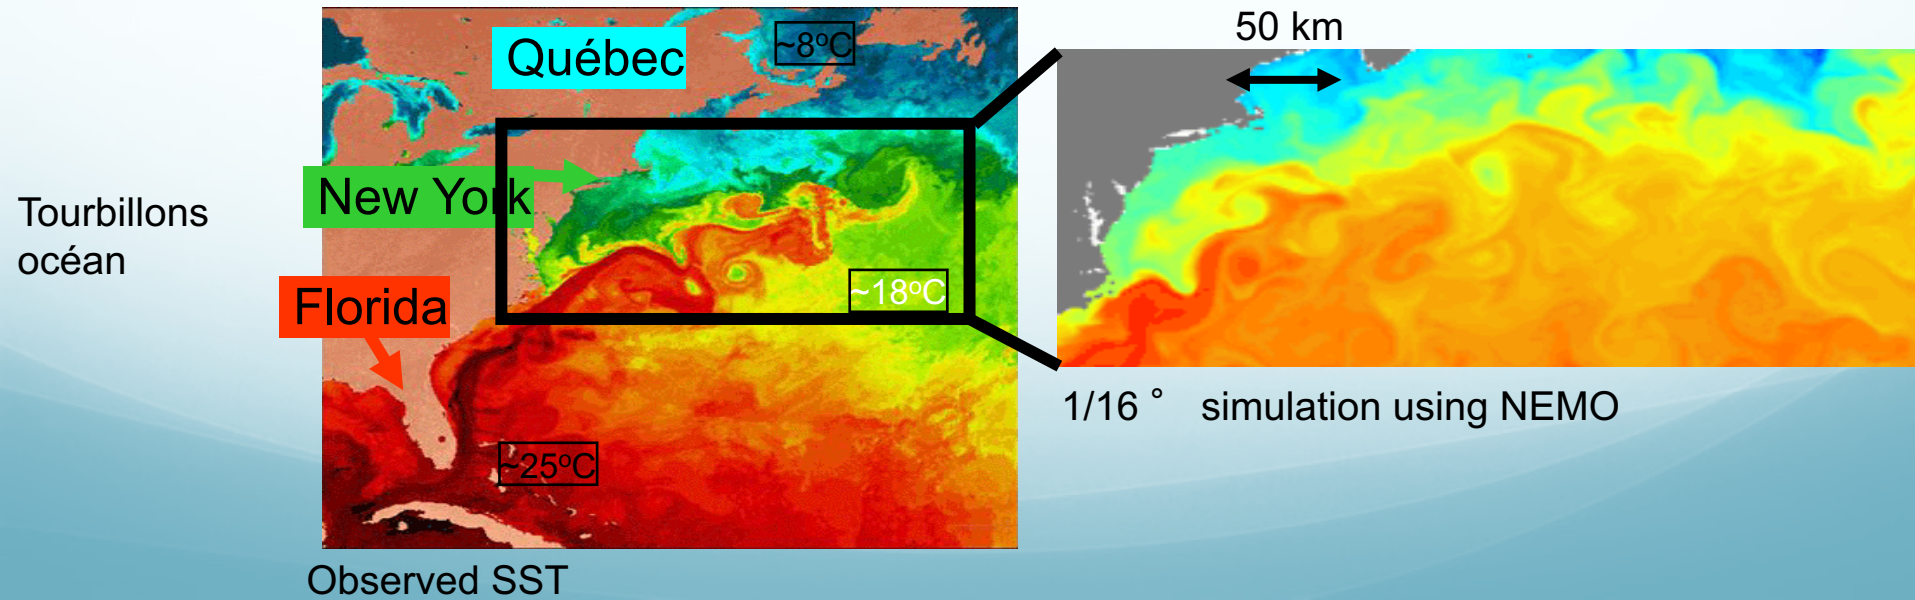 50 km
~8°C
Québec
New York
Tourbillons
océan
~18°C
Florida
1/16 ° simulation using NEMO
~25°C
Observed SST